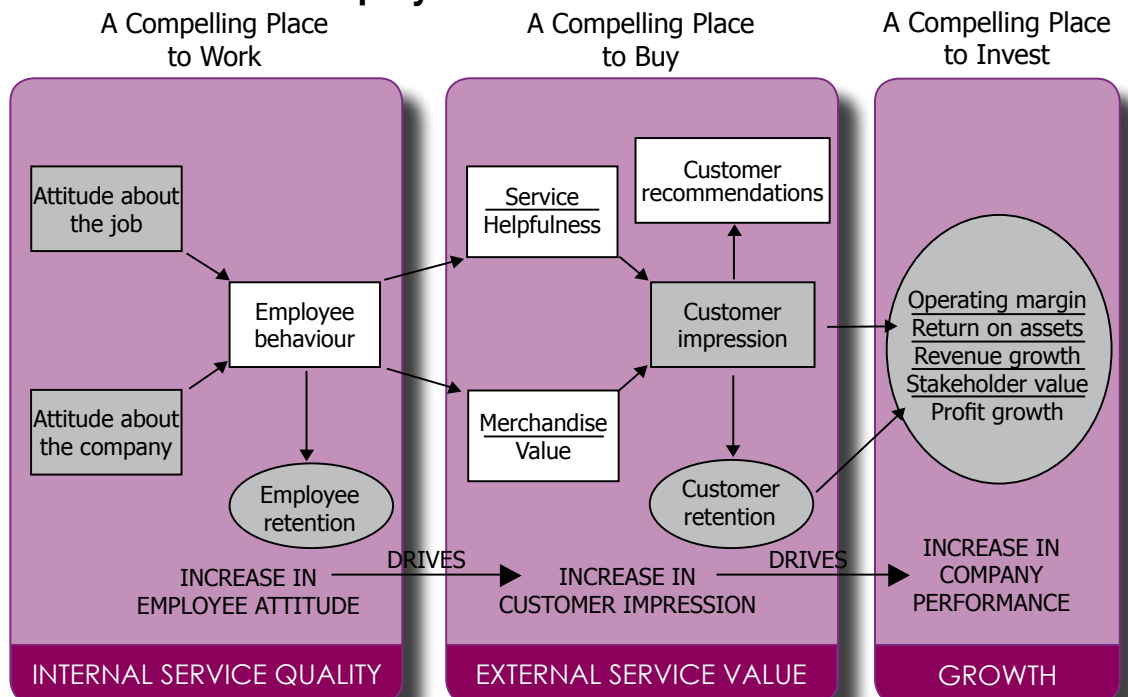 A Compelling Place
to Work
A Compelling Place
to Buy
A Compelling Place
to Invest
Attitude about
the job
Attitude about
the company
Employee
behaviour
Employee
retention
Service
Helpfulness
Merchandise
Value
Customer
recommendations
Customer
impression
Customer
retention
Operating margin
Return on assets
Revenue growth
Stakeholder value
Profit growth
INCREASE IN
EMPLOYEE ATTITUDE
DRIVES
INCREASE IN
CUSTOMER IMPRESSION
DRIVES
INCREASE IN
COMPANY
PERFORMANCE
INTERNAL SERVICE QUALITY
EXTERNAL SERVICE VALUE
GROWTH